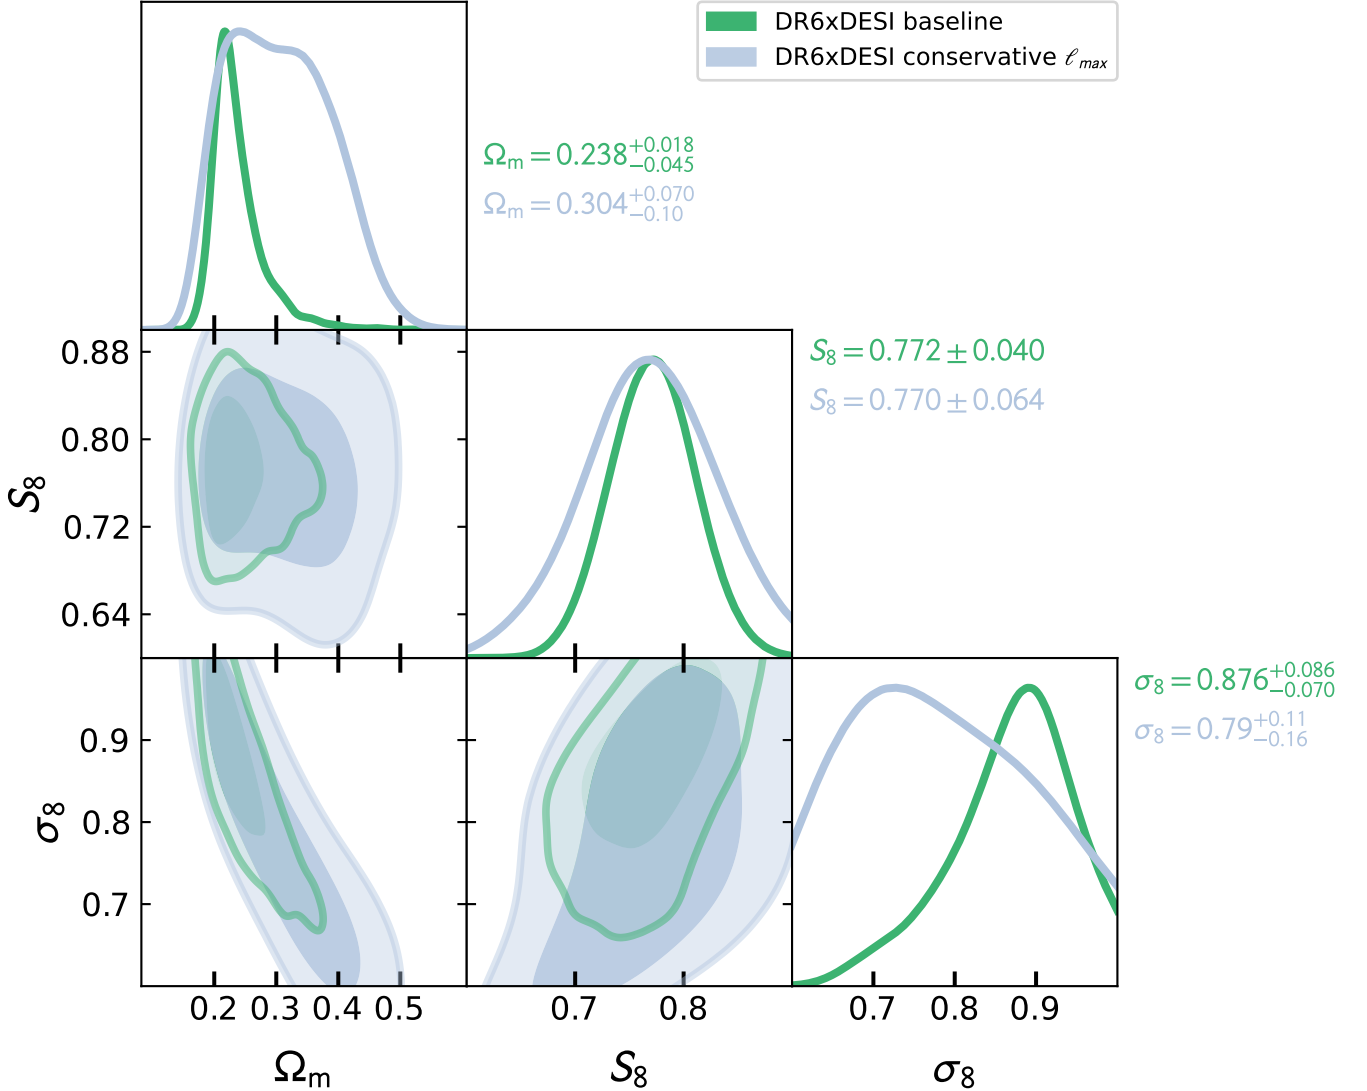 DR6xDESI baseline
DR6xDESI conservative ℓ_max
Ω_m = 0.238^{+0.018}_{−0.045}
Ω_m = 0.304^{+0.070}_{−0.10}
S_8 = 0.772 ± 0.040
S_8 = 0.770 ± 0.064
0.88
0.80
0.72
0.64
S_8
σ_8 = 0.876^{+0.086}_{−0.070}
σ_8 = 0.79^{+0.11}_{−0.16}
0.9
0.8
0.7
σ_8
0.2 0.3 0.4 0.5
0.7 0.8
0.7 0.8 0.9
Ω_m
S_8
σ_8